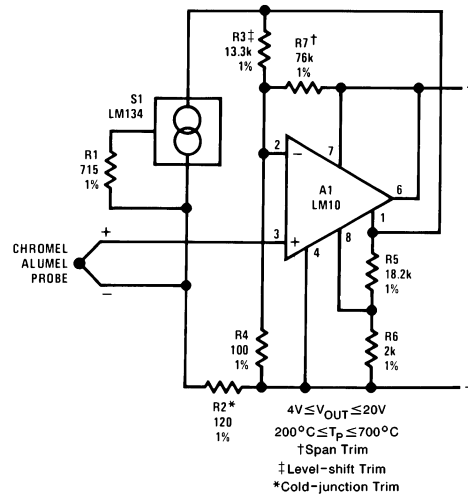 R3‡
13.3k
1%
R7†
76k
1%
S1
LM134
R1
715
1%
2
−
7
A1
LM10
6
1
3
+
4
8
CHROMEL
ALUMEL
PROBE
+
−
R5
18.2k
1%
R4
100
1%
R6
2k
1%
R2*
120
1%
4V≤VOUT≤20V
200°C≤TP≤700°C
†Span Trim
‡Level-shift Trim
*Cold-junction Trim